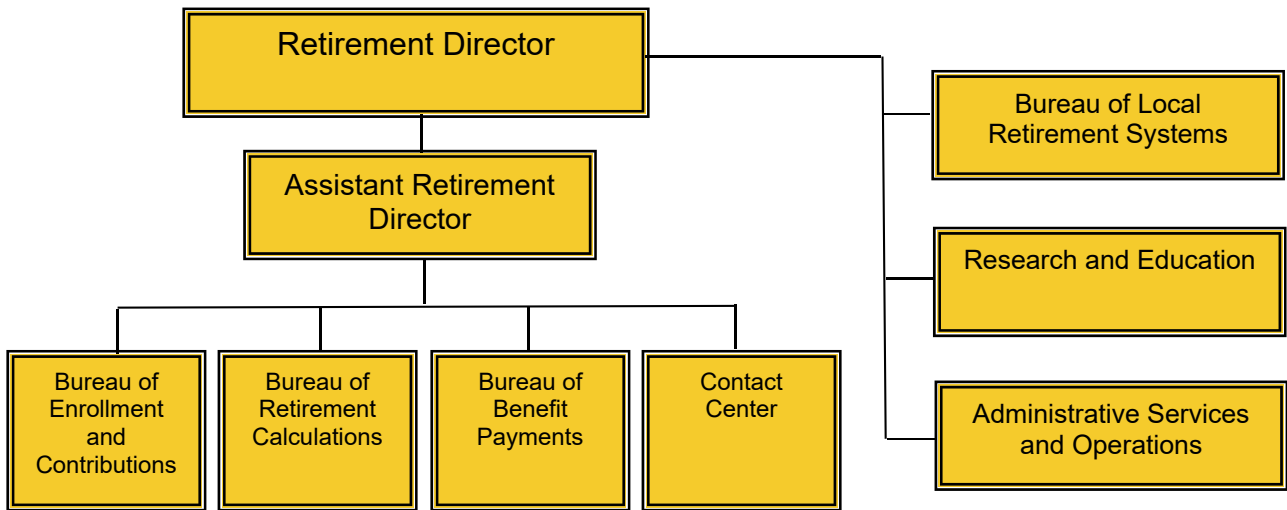 Retirement Director
Bureau of Local
Retirement Systems
Assistant Retirement
Director
Research and Education
Bureau of
Enrollment
and
Contributions
Bureau of
Retirement
Calculations
Bureau of
Benefit
Payments
Contact
Center
Administrative Services
and Operations